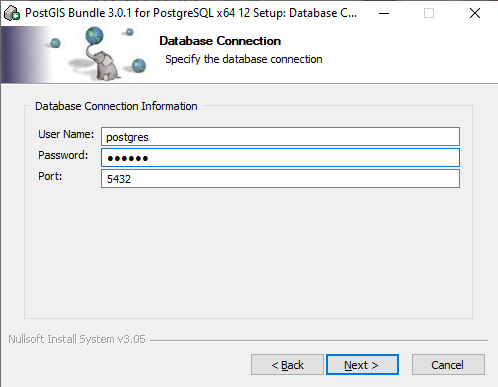 PostGIS Bundle 3.0.1 for PostgreSQL x64 12 Setup: Database C...
Database Connection
Specify the database connection
Database Connection Information
User Name: postgres
Password: ●●●●●●
Port: 5432
Nullsoft Install System v3.05
< Back Next > Cancel